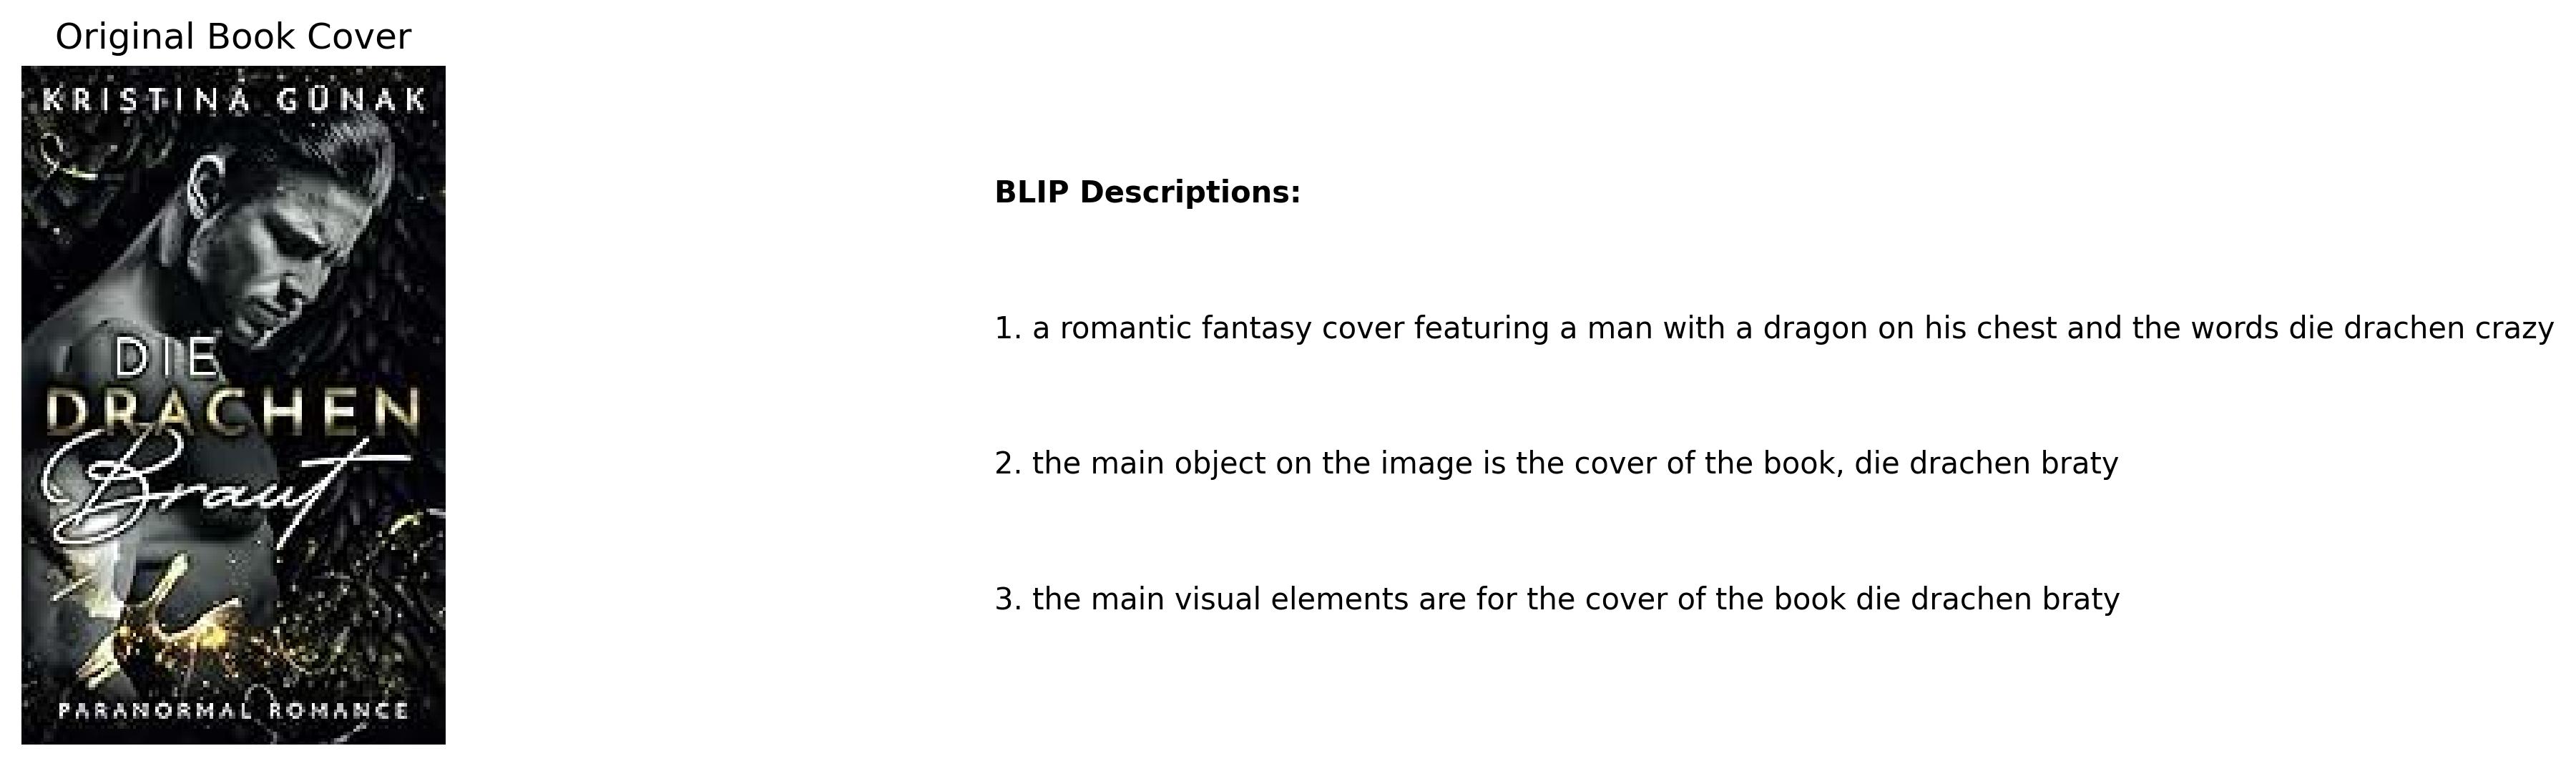 Original Book Cover
KRISTINA GÜNAK
DIE
DRACHEN
Braut
PARANORMAL ROMANCE
BLIP Descriptions:
1. a romantic fantasy cover featuring a man with a dragon on his chest and the words die drachen crazy
2. the main object on the image is the cover of the book, die drachen braty
3. the main visual elements are for the cover of the book die drachen braty